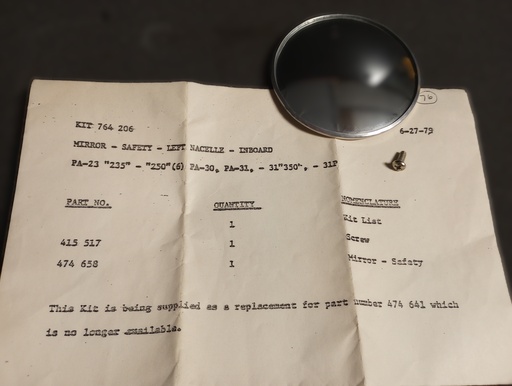 76
6-27-79
KIT 764 206
MIRROR - SAFETY - LEFT NACELLE - INBOARD
PA-23 "235" - "250"(6) PA-30, PA-31, - 31"350", - 31P
PART NO. QUANTITY NOMENCLATURE
1 Kit List
415 517 1 Screw
474 658 1 Mirror - Safety
This Kit is being supplied as a replacement for part number 474 641 which
is no longer available.